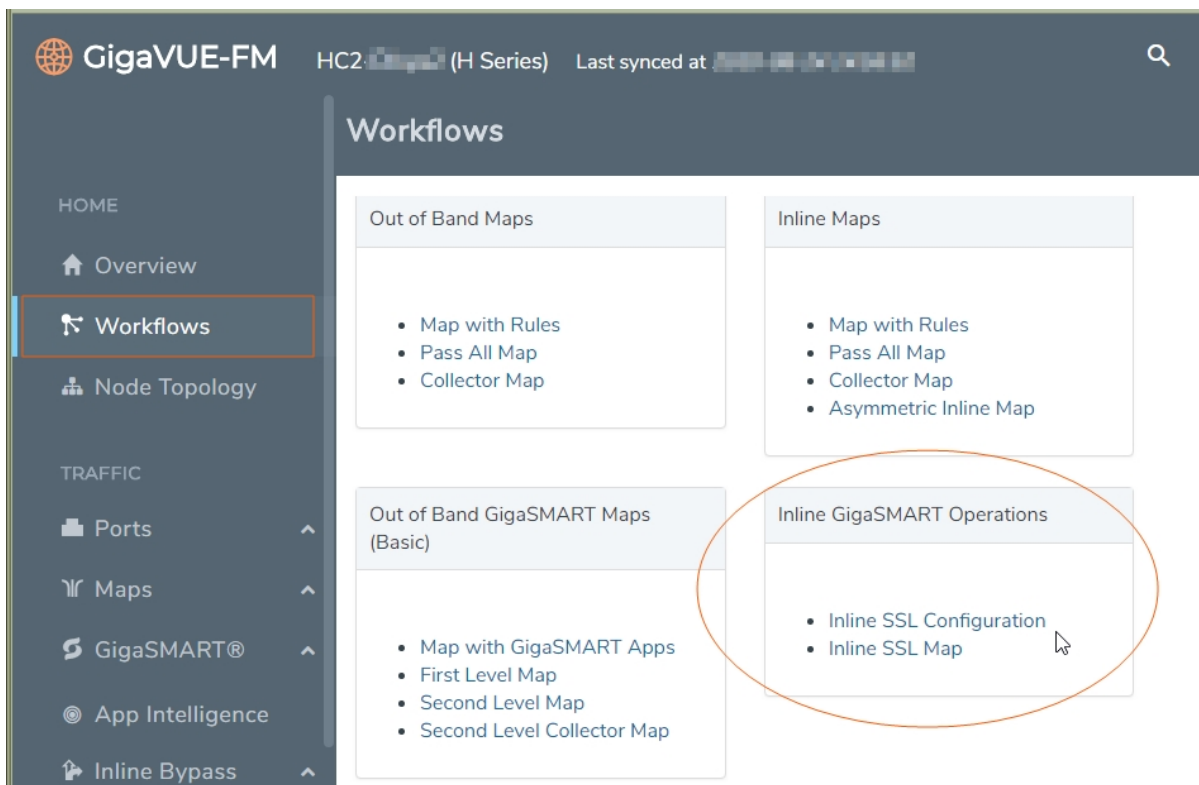 GigaVUE-FM HC2- (H Series) Last synced at
Workflows
HOME
Overview
Workflows
Node Topology
TRAFFIC
Ports
Maps
GigaSMART®
App Intelligence
Inline Bypass
Out of Band Maps
• Map with Rules
• Pass All Map
• Collector Map
Inline Maps
• Map with Rules
• Pass All Map
• Collector Map
• Asymmetric Inline Map
Out of Band GigaSMART Maps
(Basic)
• Map with GigaSMART Apps
• First Level Map
• Second Level Map
• Second Level Collector Map
Inline GigaSMART Operations
• Inline SSL Configuration
• Inline SSL Map